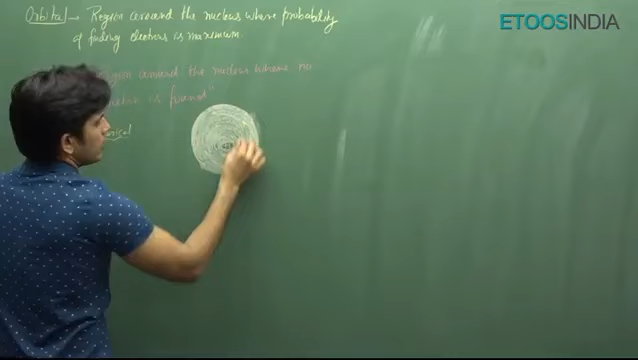 ETOOSINDIA
Orbital → Region around the nucleus where probability
of finding electrons is maximum.
Region around the nucleus where no
is found"